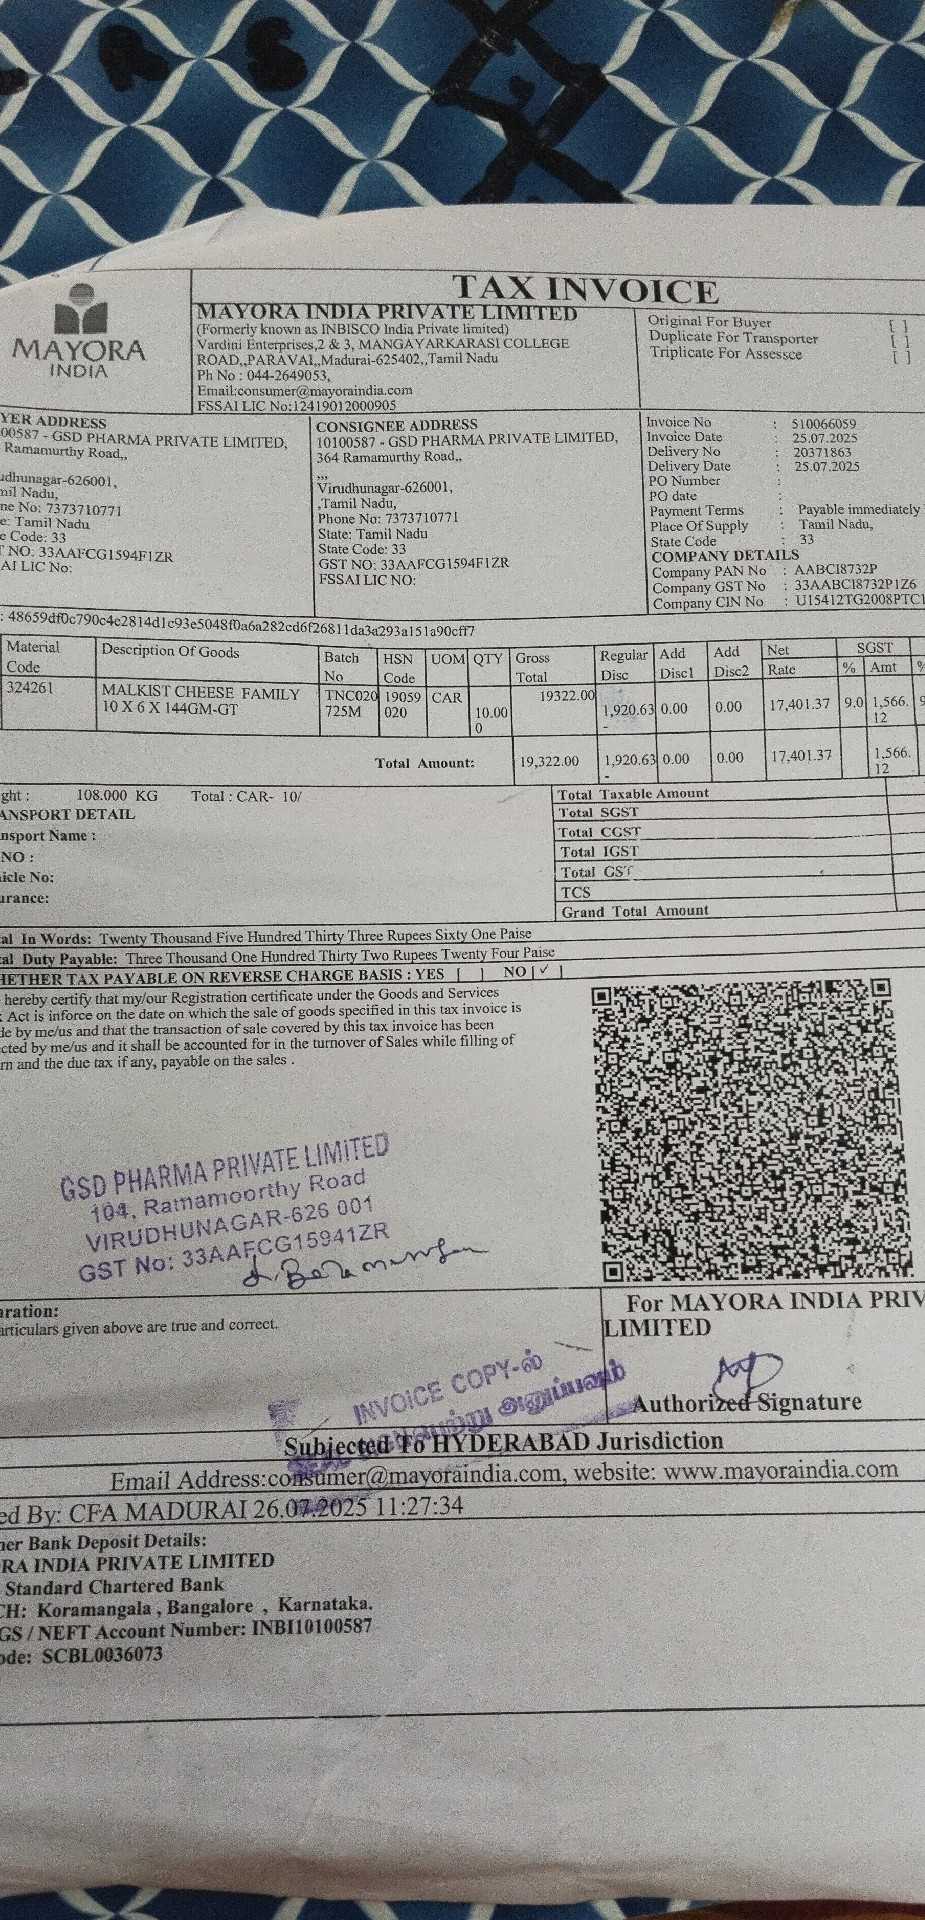 TAX INVOICE
MAYORA
INDIA
MAYORA INDIA PRIVATE LIMITED
(Formerly known as INBISCO India Private limited)
Vardini Enterprises,2 & 3, MANGAYARKARASI COLLEGE
ROAD,,PARAVAI,,Madurai-625402,,Tamil Nadu
Ph No : 044-2649053,
Email:consumer@mayoraindia.com
FSSAI LIC No:12419012000905
Original For Buyer [ ]
Duplicate For Transporter [ ]
Triplicate For Assessce [ ]
YER ADDRESS
00587 - GSD PHARMA PRIVATE LIMITED,
Ramamurthy Road,,
udhunagar-626001,
mil Nadu,
ne No: 7373710771
e: Tamil Nadu
e Code: 33
T NO: 33AAFCG1594F1ZR
AI LIC No:
CONSIGNEE ADDRESS
10100587 - GSD PHARMA PRIVATE LIMITED,
364 Ramamurthy Road,,
,,,
Virudhunagar-626001,
,Tamil Nadu,
Phone No: 7373710771
State: Tamil Nadu
State Code: 33
GST NO: 33AAFCG1594F1ZR
FSSAI LIC NO:
Invoice No : 510066059
Invoice Date : 25.07.2025
Delivery No : 20371863
Delivery Date : 25.07.2025
PO Number :
PO date :
Payment Terms : Payable immediately
Place Of Supply : Tamil Nadu,
State Code : 33
COMPANY DETAILS
Company PAN No : AABCI8732P
Company GST No : 33AABCI8732P1Z6
Company CIN No : U15412TG2008PTC1
: 48659df0c790c4e2814d1c93e5048f0a6a282cd6f26811da3a293a151a90cff7
Material Code Description Of Goods Batch No HSN Code UOM QTY Gross Total Regular Disc Add Disc1 Add Disc2 Net Rate SGST % Amt %
324261 MALKIST CHEESE FAMILY 19322.00
10 X 6 X 144GM-GT TNC020 725M 19059 020 CAR 10.00 0 1,920.63 - 0.00 0.00 17,401.37 9.0 1,566. 12 9
Total Amount: 19,322.00 1,920.63 - 0.00 0.00 17,401.37 1,566. 12
ght : 108.000 KG Total : CAR- 10/
ANSPORT DETAIL
nsport Name :
NO :
icle No:
urance:
Total Taxable Amount
Total SGST
Total CGST
Total IGST
Total GST
TCS
Grand Total Amount
al In Words: Twenty Thousand Five Hundred Thirty Three Rupees Sixty One Paise
al Duty Payable: Three Thousand One Hundred Thirty Two Rupees Twenty Four Paise
HETHER TAX PAYABLE ON REVERSE CHARGE BASIS : YES [ ] NO [✓]
hereby certify that my/our Registration certificate under the Goods and Services
Act is inforce on the date on which the sale of goods specified in this tax invoice is
de by me/us and that the transaction of sale covered by this tax invoice has been
cted by me/us and it shall be accounted for in the turnover of Sales while filling of
rn and the due tax if any, payable on the sales .
GSD PHARMA PRIVATE LIMITED
104, Ramamoorthy Road
VIRUDHUNAGAR-626 001
GST No: 33AAFCG15941ZR
aration:
articulars given above are true and correct.
For MAYORA INDIA PRIV
LIMITED
Authorized Signature
INVOICE COPY-ல்
அனுப்பவும்
Subjected To HYDERABAD Jurisdiction
Email Address:consumer@mayoraindia.com, website: www.mayoraindia.com
ed By: CFA MADURAI 26.07.2025 11:27:34
ner Bank Deposit Details:
RA INDIA PRIVATE LIMITED
Standard Chartered Bank
CH: Koramangala , Bangalore , Karnataka.
GS / NEFT Account Number: INBI10100587
ode: SCBL0036073